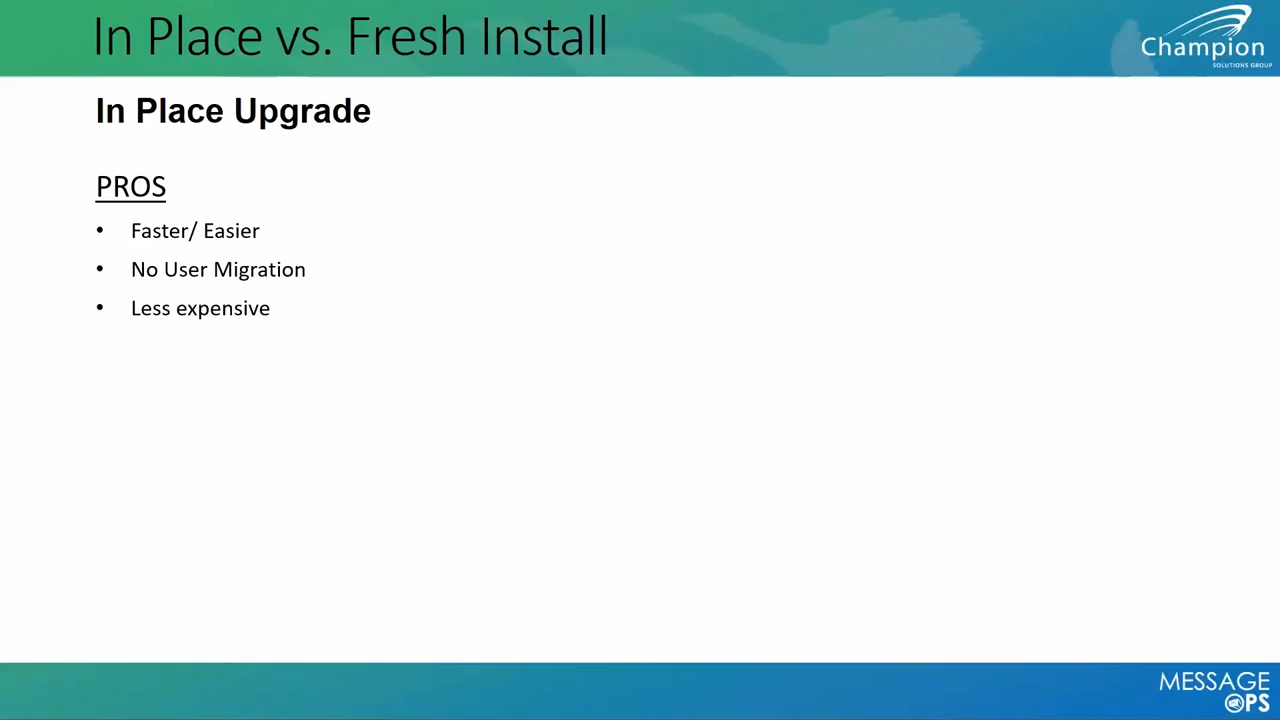 In Place vs. Fresh Install
Champion
SOLUTIONS GROUP
In Place Upgrade
PROS
• Faster/ Easier
• No User Migration
• Less expensive
MESSAGE
OPS